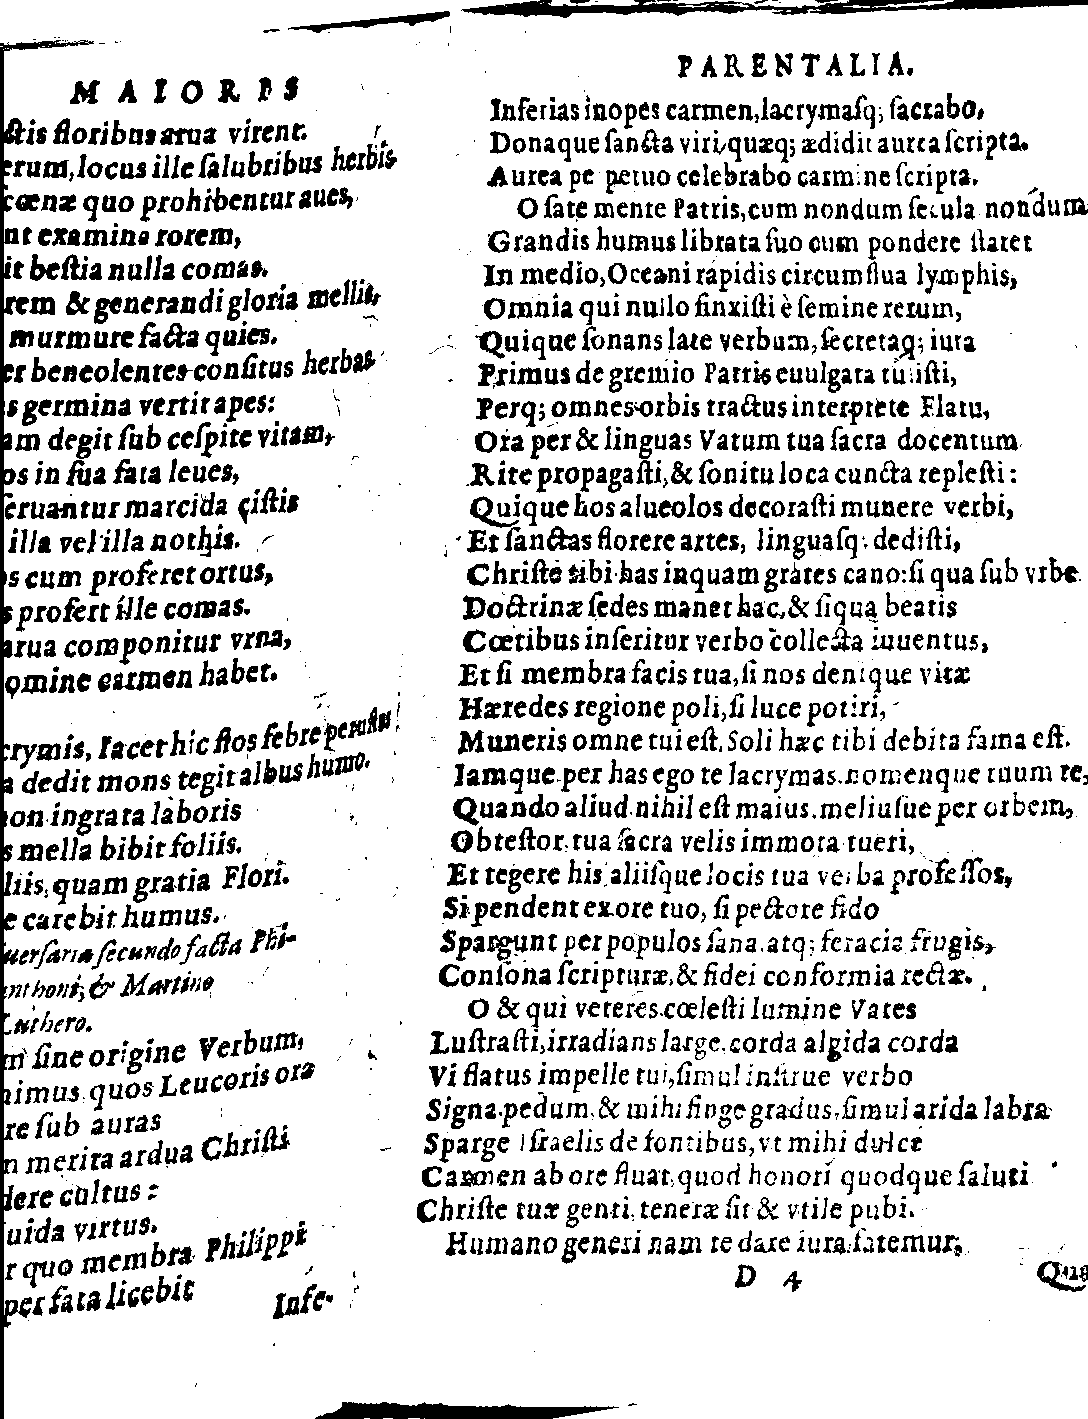 MAIORES
ſtis floribus arua virent.
erum, locus ille ſalubribus herbis
cœnæ quo prohibentur aues,
nt examina rorem,
it beſtia nulla comas.
rem & generandi gloria mellis,
murmure facta quies.
er beneolentes conſitus herbas
s germina vertit apes:
am degit ſub ceſpite vitam,
os in ſua fata leues,
ſeruantur marcida çiſtis
illa vel illa nothis.
s cum proferet ortus,
s profert ille comas.
arua componitur vrna,
omine carmen habet.
crymis, Iacet hic flos febre peruſtus
a dedit mons tegit albus humo.
non ingrata laboris
s mella bibit foliis.
liis, quam gratia Flori.
e carebit humus.
uerſaria ſecundo facta Phi-
anthoni, & Martino
Luthero.
m ſine origine Verbum,
nimus quos Leucoris ora
re ſub auras
n merita ardua Chriſti
dere cultus:
uida virtus.
r quo membra Philippi
per fata licebit
Infe-
PARENTALIA.
Inferias inopes carmen, lacrymaſq; ſacrabo,
Donaque ſancta viri, quæq; ædidit aurea ſcripta.
Aurea pe petuo celebrabo carmine ſcripta.
O ſate mente Patris, cum nondum ſecula nondum
Grandis humus librata ſuo cum pondere ſtaret
In medio, Oceani rapidis circumflua lymphis,
Omnia qui nullo finxiſti è ſemine rerum,
Quique ſonans late verbum, ſecretaq; iura
Primus de gremio Patris euulgata tuliſti,
Perq; omnes orbis tractus interprete Flatu,
Ora per & linguas Vatum tua ſacra docentum
Rite propagaſti, & ſonitu loca cuncta repleſti:
Quique hos alueolos decoraſti munere verbi,
Et ſanctas florere artes, linguaſq; dediſti,
Chriſte tibi has inquam grates cano: ſi qua ſub vrbe
Doctrinæ ſedes manet hac, & ſiqua beatis
Cœtibus inſeritur verbo collecta iuuentus,
Et ſi membra facis tua, ſi nos denique vitæ
Hæredes regione poli, ſi luce potiri,
Muneris omne tui eſt. Soli hæc tibi debita fama eſt.
Iamque per has ego te lacrymas nomenque tuum te,
Quando aliud nihil eſt maius meliuſue per orbem,
Obteſtor, tua ſacra velis immota tueri,
Et tegere his aliiſque locis tua verba profeſſos,
Si pendent ex ore tuo, ſi pectore fido
Spargunt per populos ſana atq; feracia frugis,
Conſona ſcripturæ, & fidei conformia rectæ.
O & qui veteres cœleſti lumine Vates
Luſtraſti, irradians large corda algida corda
Vi flatus impelle tui, ſimul inſtrue verbo
Signa pedum, & mihi finge gradus, ſimul arida labra
Sparge Iſraelis de fontibus, vt mihi dulce
Carmen ab ore fluat, quod honori quodque ſaluti
Chriſte tuæ genti, teneræ ſit & vtile pubi.
Humano generi nam te dare iura fatemur,
D 4
Quæ